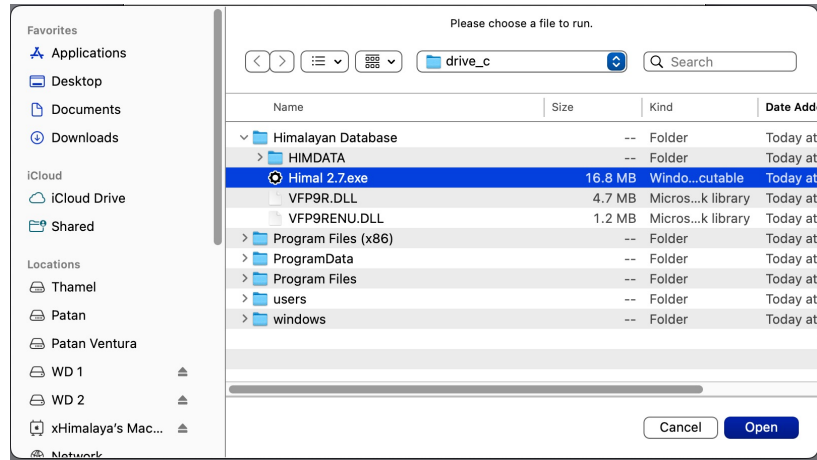 Please choose a file to run.
Favorites
Applications
Desktop
Documents
Downloads
iCloud
iCloud Drive
Shared
Locations
Thamel
Patan
Patan Ventura
WD 1
WD 2
xHimalaya's Mac...
Network
drive_c
Search
Name Size Kind Date Adde
Himalayan Database -- Folder Today at
HIMDATA -- Folder Today at
Himal 2.7.exe 16.8 MB Windo...cutable Today at
VFP9R.DLL 4.7 MB Micros...k library Today at
VFP9RENU.DLL 1.2 MB Micros...k library Today at
Program Files (x86) -- Folder Today at
ProgramData -- Folder Today at
Program Files -- Folder Today at
users -- Folder Today at
windows -- Folder Today at
Cancel Open